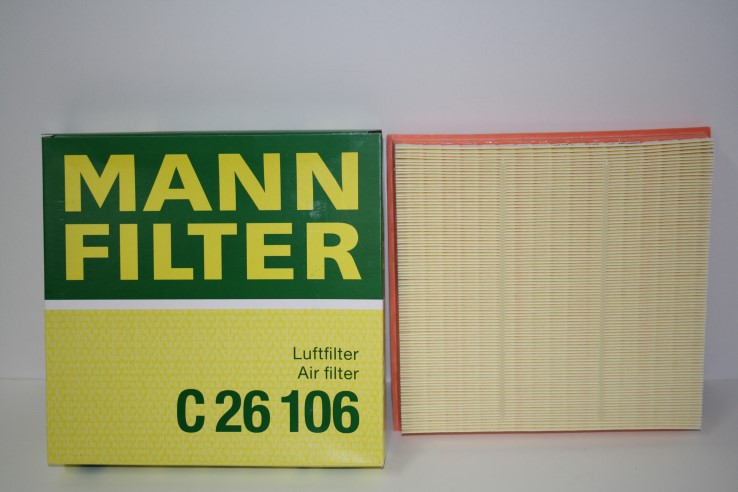 MANN
FILTER
Luftfilter
Air filter
C 26 106